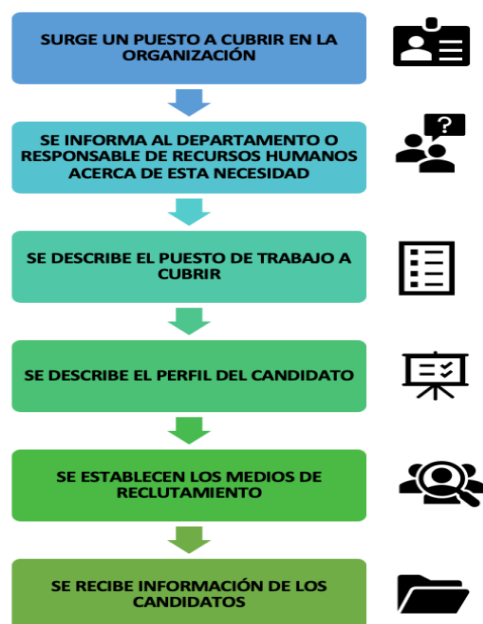 SURGE UN PUESTO A CUBRIR EN LA
ORGANIZACIÓN
?
SE INFORMA AL DEPARTAMENTO O
RESPONSABLE DE RECURSOS HUMANOS
ACERCA DE ESTA NECESIDAD
SE DESCRIBE EL PUESTO DE TRABAJO A
CUBRIR
SE DESCRIBE EL PERFIL DEL CANDIDATO
SE ESTABLECEN LOS MEDIOS DE
RECLUTAMIENTO
SE RECIBE INFORMACIÓN DE LOS
CANDIDATOS